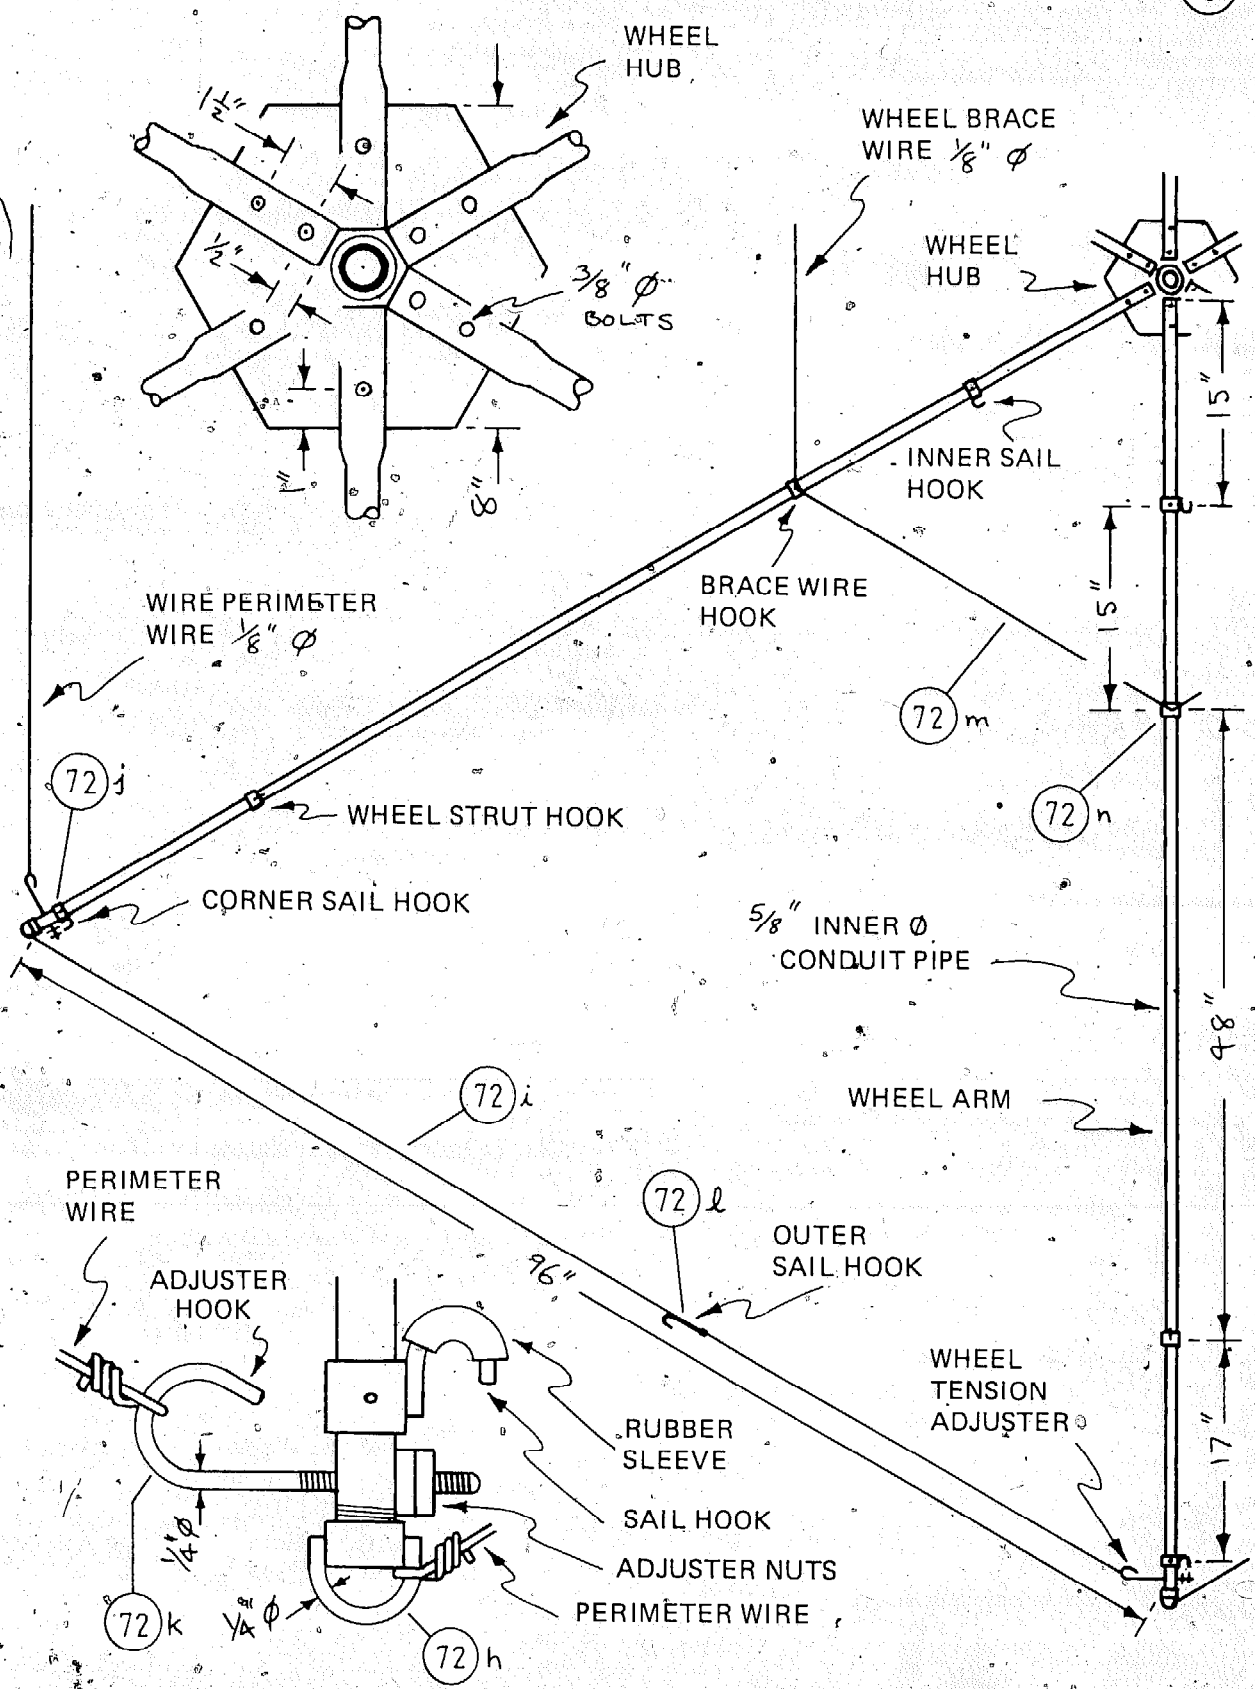 WHEEL
HUB
1 1/2"
WHEEL BRACE
WIRE 1/8" Ø
WHEEL
HUB
1/2"
3/8" Ø
BOLTS
15"
INNER SAIL
HOOK
1"
8"
BRACE WIRE
HOOK
15"
WIRE PERIMETER
WIRE 1/8" Ø
72 m
72 j
WHEEL STRUT HOOK
72 n
CORNER SAIL HOOK
5/8" INNER Ø
CONDUIT PIPE
48"
72 i
WHEEL ARM
PERIMETER
WIRE
72 l
OUTER
SAIL HOOK
ADJUSTER
HOOK
96"
WHEEL
TENSION
ADJUSTER
RUBBER
SLEEVE
17"
SAIL HOOK
1/4" Ø
ADJUSTER NUTS
72 k
1/4" Ø
PERIMETER WIRE
72 h